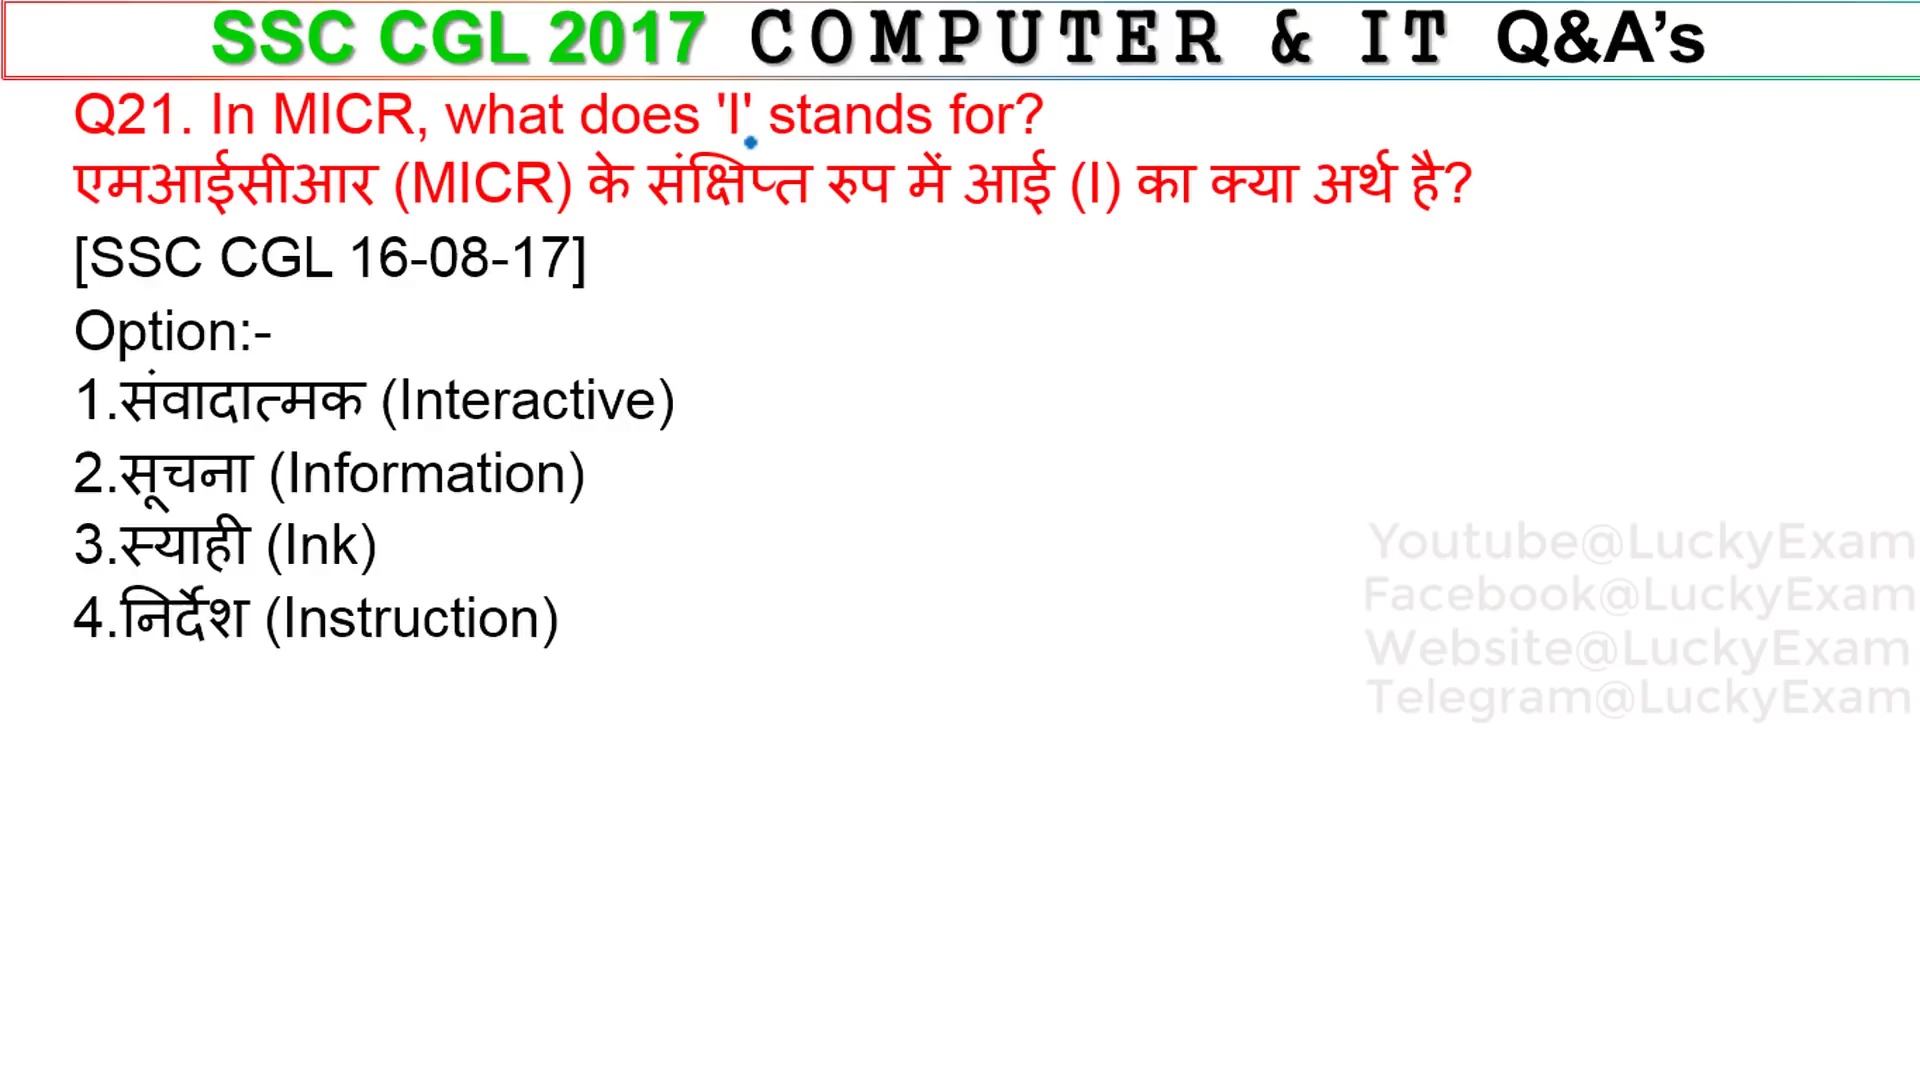 SSC CGL 2017 COMPUTER & IT Q&A’s
Q21. In MICR, what does 'I' stands for?
एमआईसीआर (MICR) के संक्षिप्त रुप में आई (I) का क्या अर्थ है?
[SSC CGL 16-08-17]
Option:-
1.संवादात्मक (Interactive)
2.सूचना (Information)
3.स्याही (Ink)
4.निर्देश (Instruction)
Youtube@LuckyExam
Facebook@LuckyExam
Website@LuckyExam
Telegram@LuckyExam